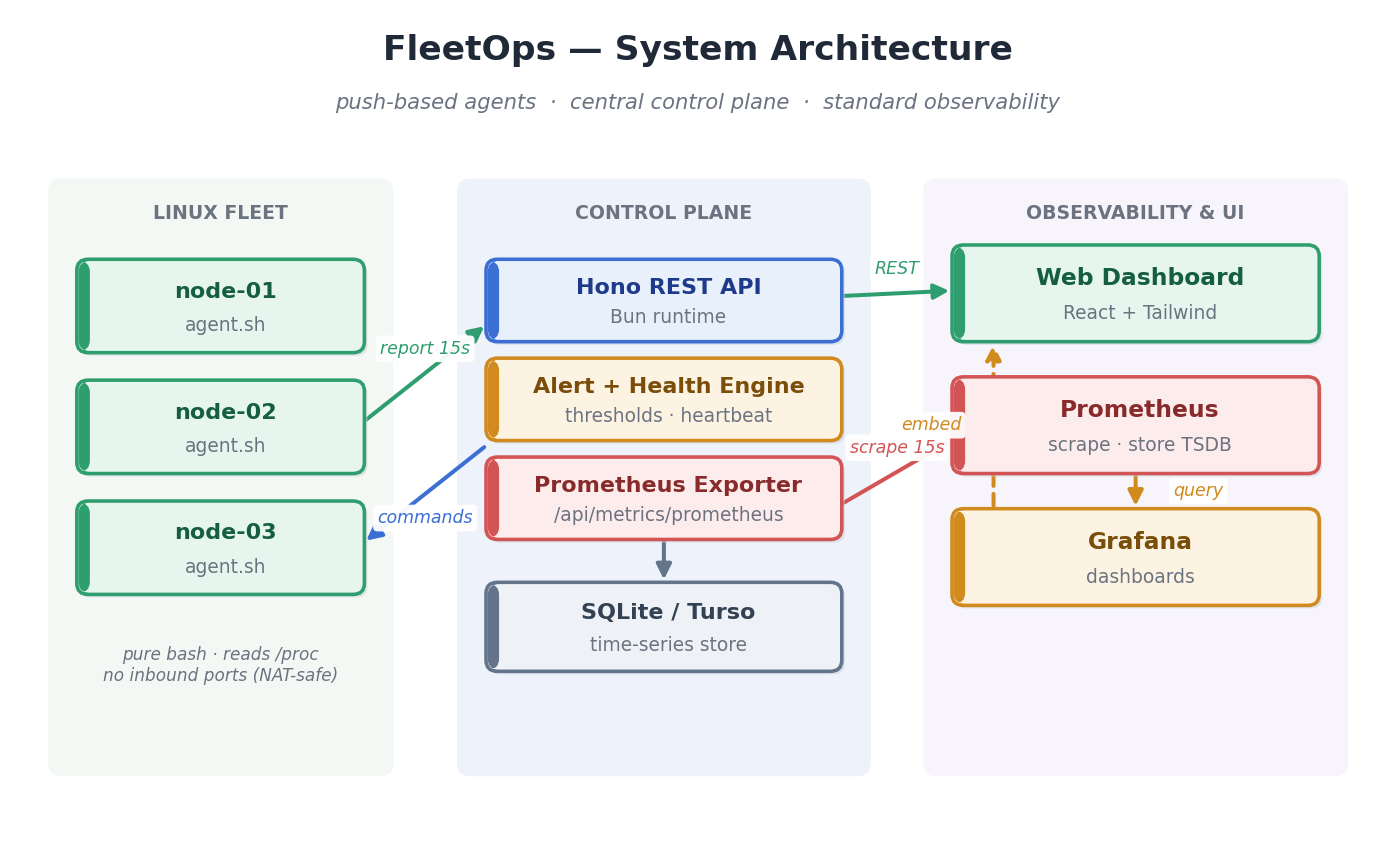 FleetOps — System Architecture
push-based agents · central control plane · standard observability
LINUX FLEET
node-01
agent.sh
node-02
agent.sh
node-03
agent.sh
pure bash · reads /proc
no inbound ports (NAT-safe)
report 15s
commands
CONTROL PLANE
Hono REST API
Bun runtime
Alert + Health Engine
thresholds · heartbeat
Prometheus Exporter
/api/metrics/prometheus
SQLite / Turso
time-series store
REST
embed
scrape 15s
OBSERVABILITY & UI
Web Dashboard
React + Tailwind
Prometheus
scrape · store TSDB
query
Grafana
dashboards